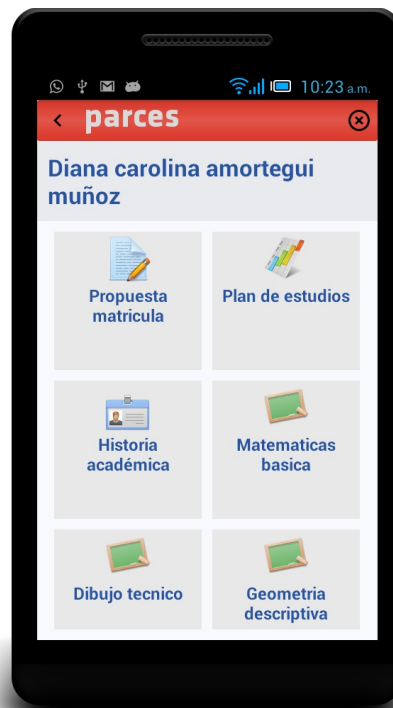 10:23 a.m.
parces
Diana carolina amortegui
muñoz
Propuesta
matricula
Plan de estudios
Historia
académica
Matematicas
basica
Dibujo tecnico
Geometria
descriptiva